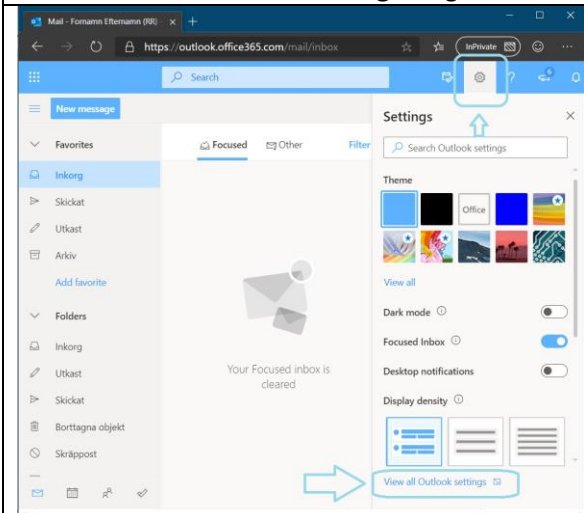 Mail - Förnamn Efternamn (RR)
https://outlook.office365.com/mail/inbox
InPrivate
Search
New message
Favorites
Inkorg
Skickat
Utkast
Arkiv
Add favorite
Folders
Inkorg
Utkast
Skickat
Borttagna objekt
Skräppost
Focused
Other
Filter
Your Focused inbox is
cleared
Settings
Search Outlook settings
Theme
Office
View all
Dark mode
Focused Inbox
Desktop notifications
Display density
View all Outlook settings